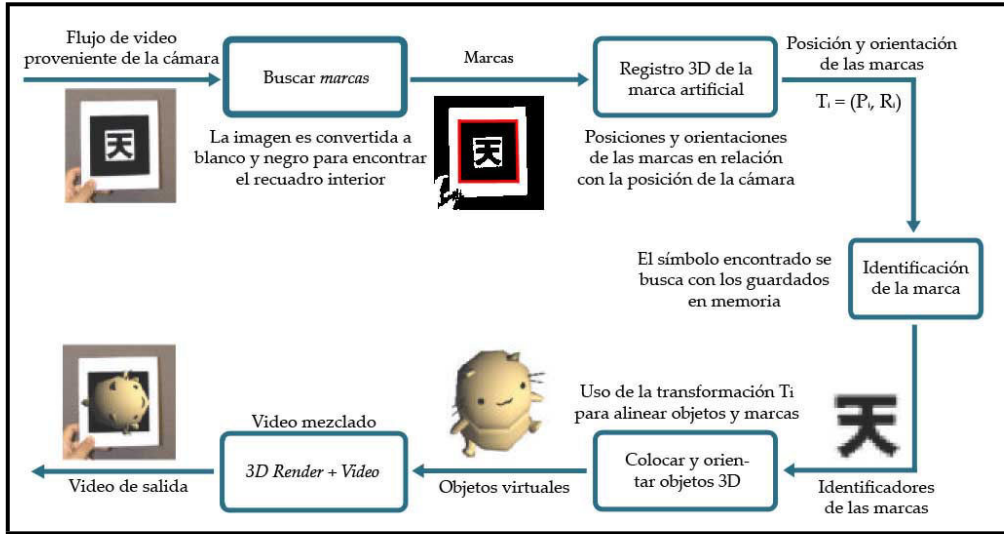 Flujo de video
proveniente de la cámara
Buscar marcas
La imagen es convertida a
blanco y negro para encontrar
el recuadro interior
天
Marcas
天
Registro 3D de la
marca artificial
Posiciones y orientaciones
de las marcas en relación
con la posición de la cámara
Posición y orientación
de las marcas
Tᵢ = (Pᵢ, Rᵢ)
El símbolo encontrado se
busca con los guardados
en memoria
Identificación
de la marca
天
Identificadores
de las marcas
Uso de la transformación Ti
para alinear objetos y marcas
Colocar y orien-
tar objetos 3D
Objetos virtuales
Video mezclado
3D Render + Video
Video de salida